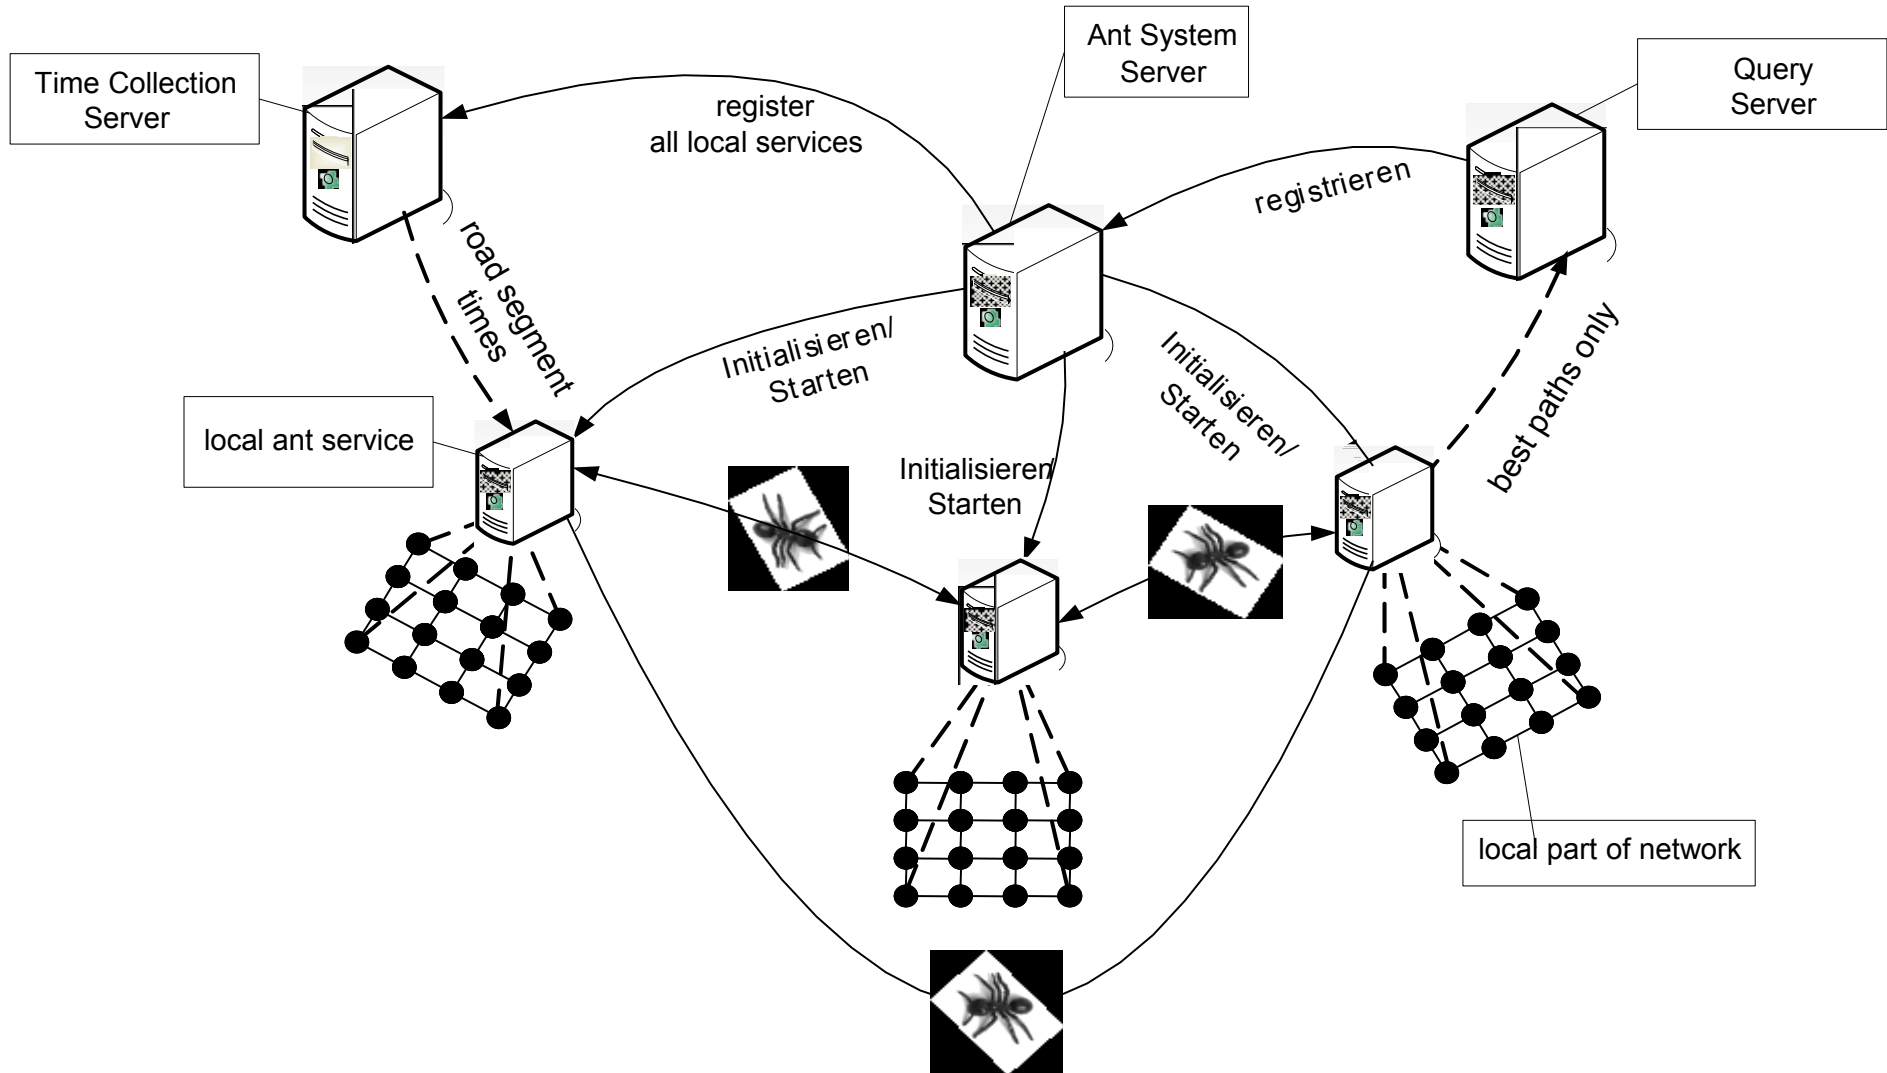 Ant System
Server
Time Collection
Server
Query
Server
register
all local services
registrieren
road segment
times
Initialisieren/
Starten
Initialisieren/
Starten
best paths only
local ant service
Initialisieren/
Starten
local part of network